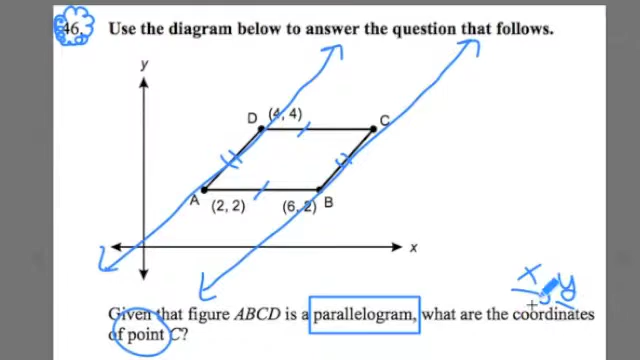 46. Use the diagram below to answer the question that follows.
y
D (4, 4) C
A (2, 2) (6, 2) B
x
x, y
Given that figure ABCD is a parallelogram, what are the coordinates
of point C?